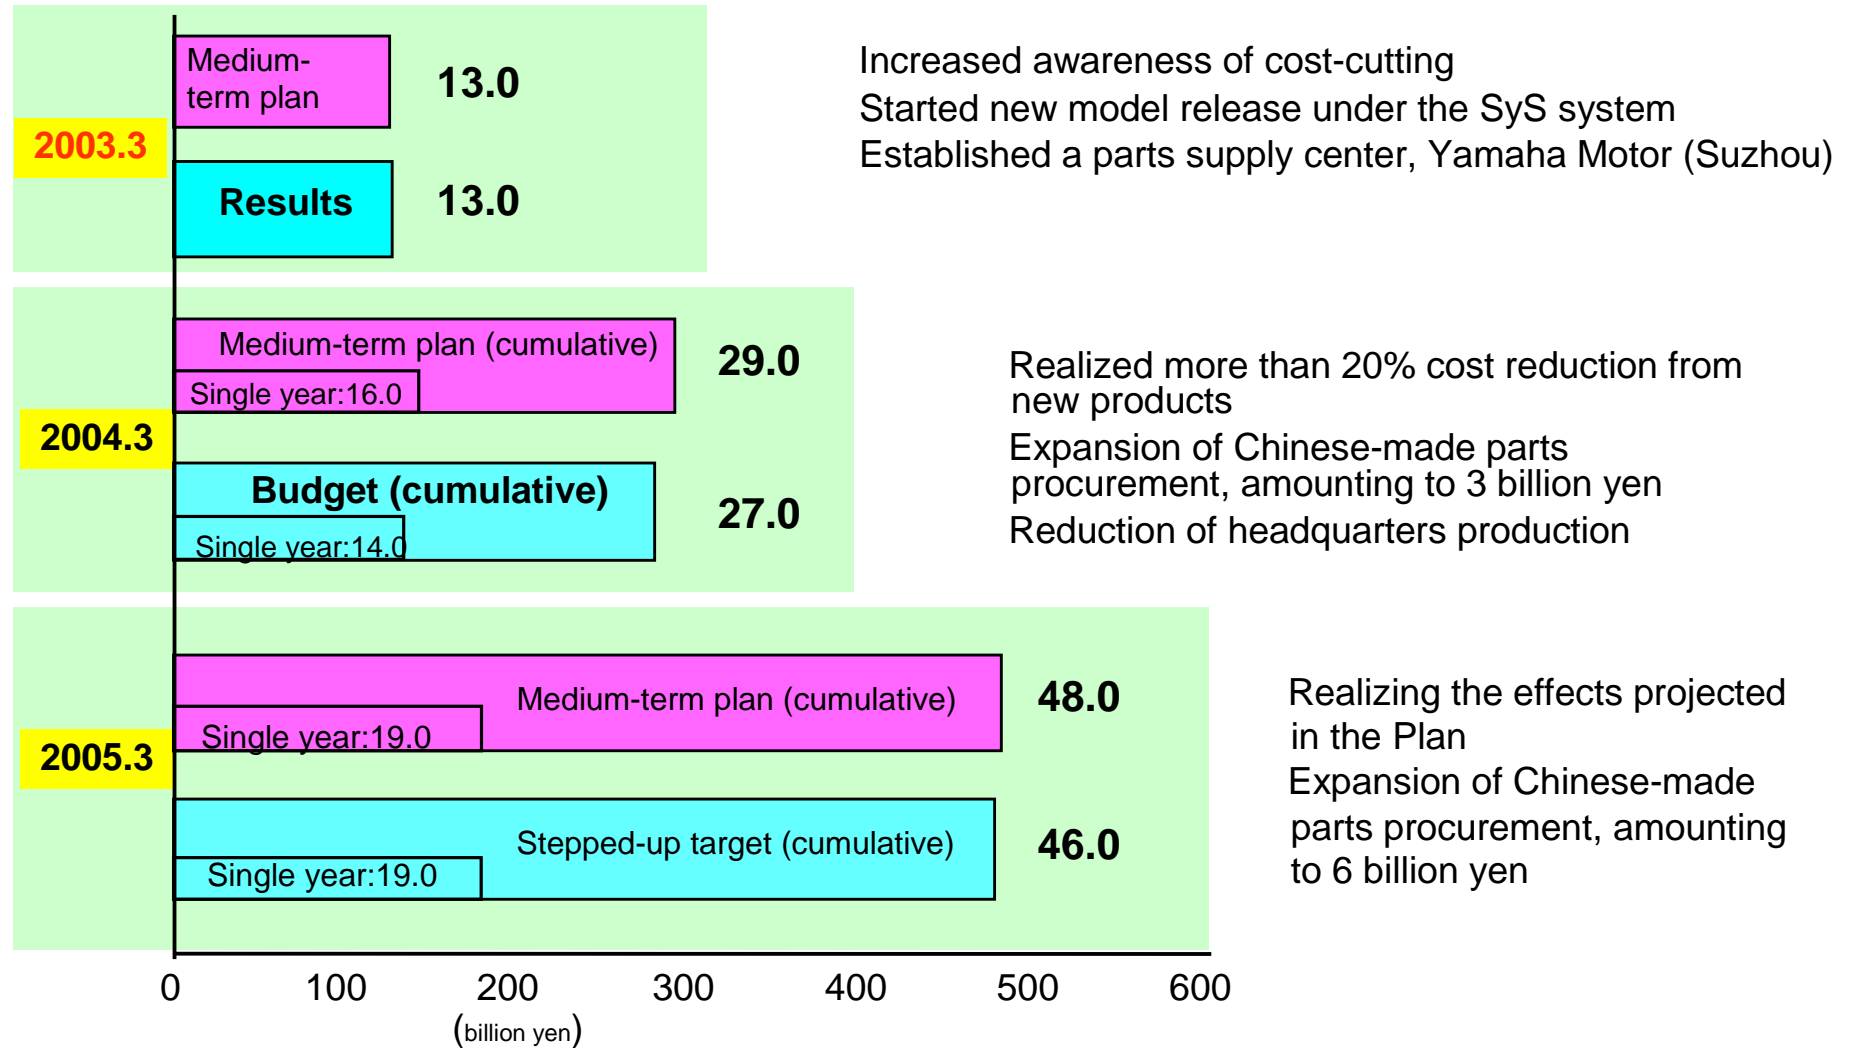 Medium-
term plan
13.0
2003.3
Results
13.0
Increased awareness of cost-cutting
Started new model release under the SyS system
Established a parts supply center, Yamaha Motor (Suzhou)
Medium-term plan (cumulative)
29.0
Single year:16.0
2004.3
Budget (cumulative)
27.0
Single year:14.0
Realized more than 20% cost reduction from
new products
Expansion of Chinese-made parts
procurement, amounting to 3 billion yen
Reduction of headquarters production
Medium-term plan (cumulative)
48.0
Single year:19.0
2005.3
Stepped-up target (cumulative)
46.0
Single year:19.0
Realizing the effects projected
in the Plan
Expansion of Chinese-made
parts procurement, amounting
to 6 billion yen
0 100 200 300 400 500 600
(billion yen)